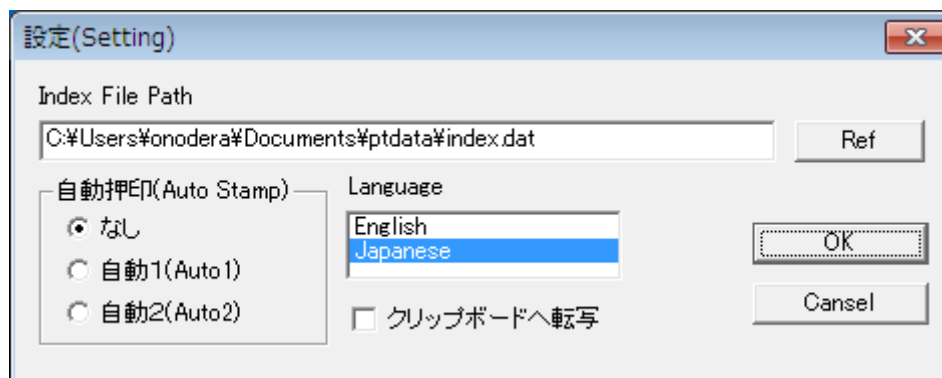 設定(Setting)
Index File Path
C:¥Users¥onodera¥Documents¥ptdata¥index.dat
Ref
自動押印(Auto Stamp)
なし
自動1(Auto1)
自動2(Auto2)
Language
English
Japanese
クリップボードへ転写
OK
Cansel